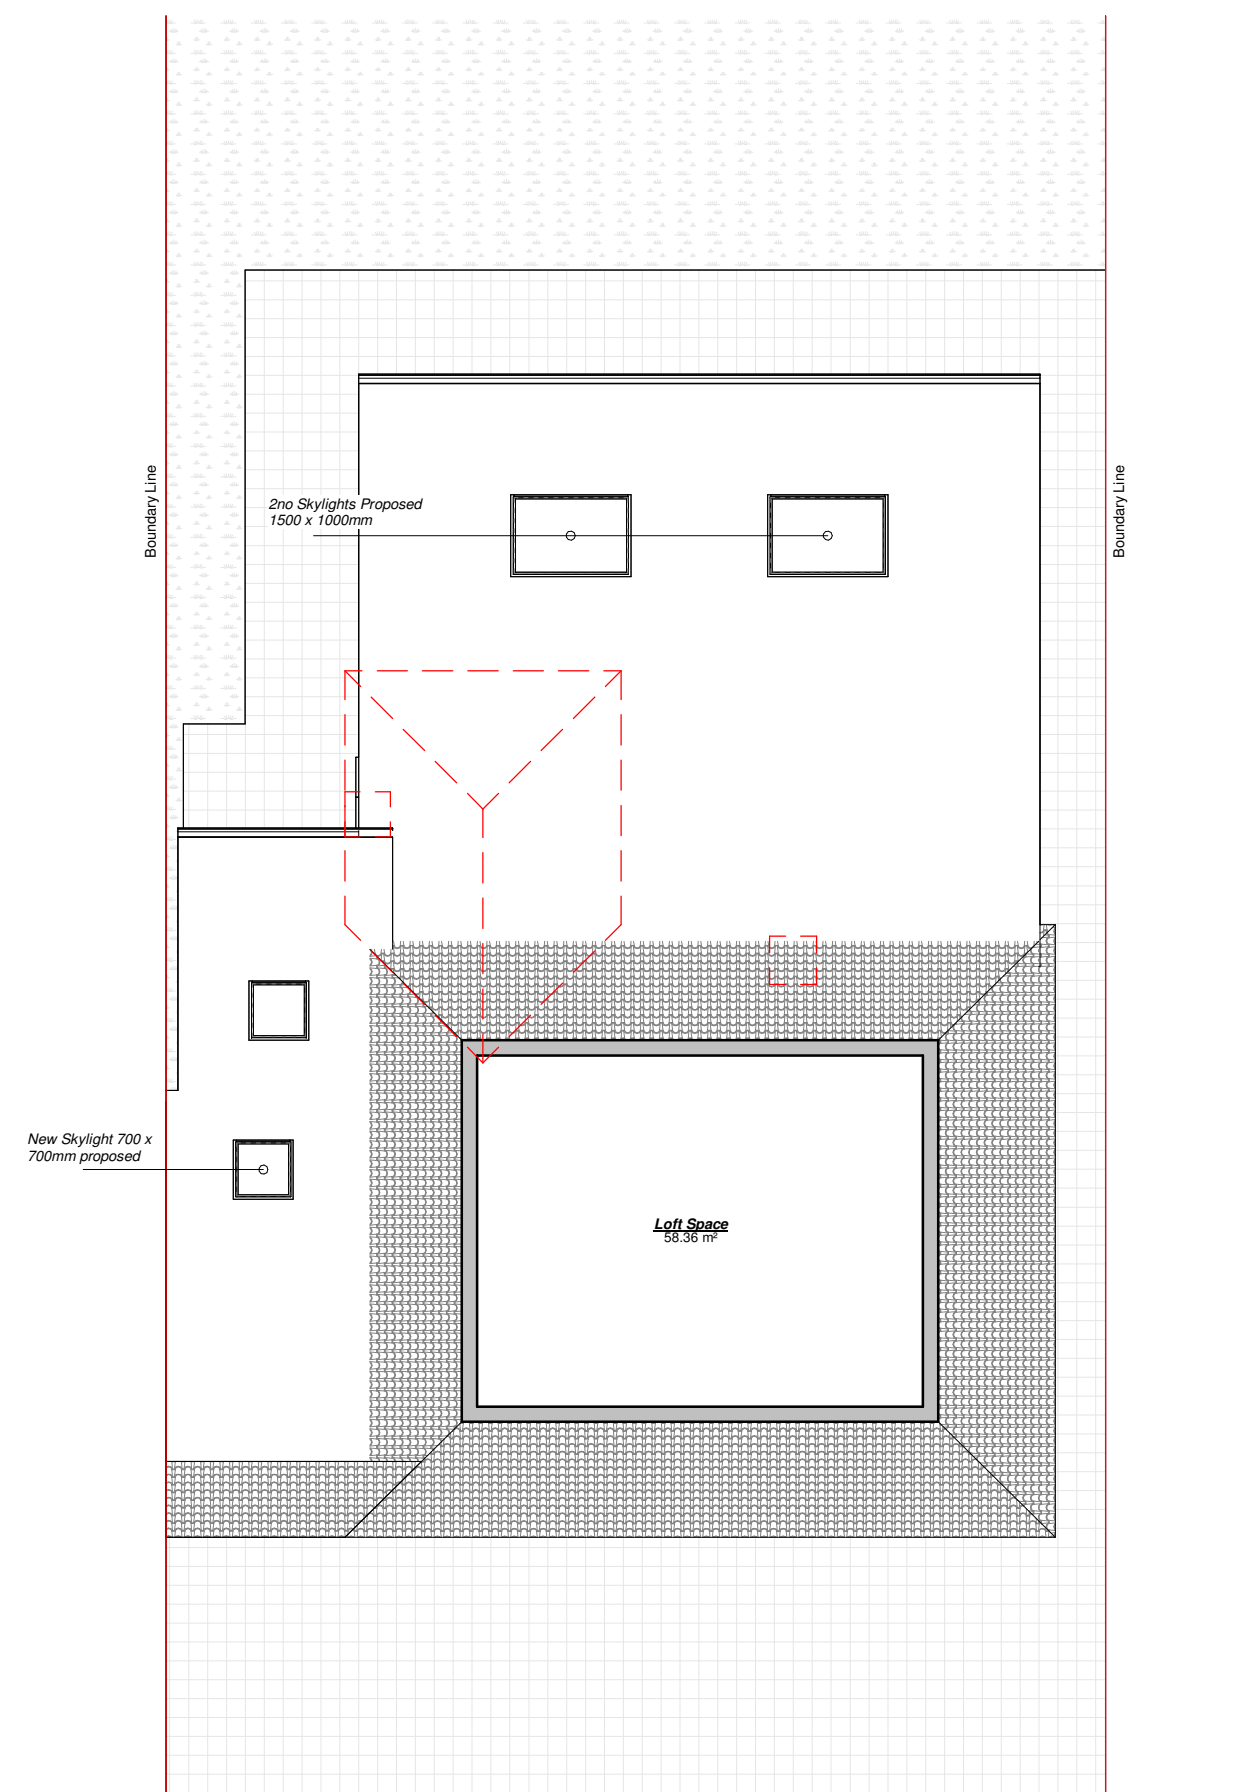 Boundary Line
Boundary Line
2no Skylights Proposed
1500 x 1000mm
New Skylight 700 x
700mm proposed
Loft Space
58.36 m²